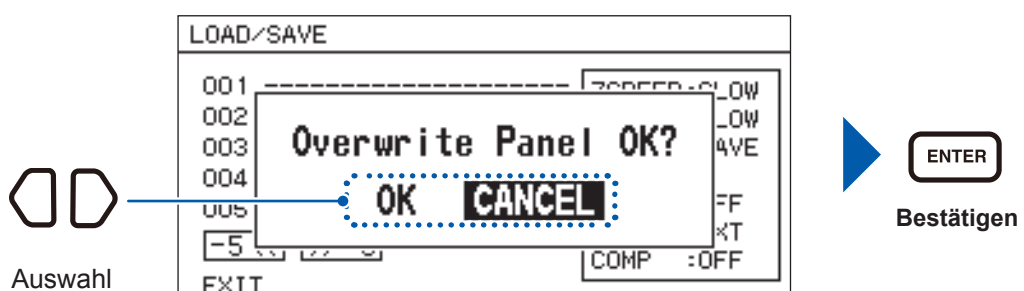 LOAD/SAVE
001 --------------------
002
003
004
005
LOW
LOW
AVE
FF
XT
COMP :OFF
Overwrite Panel OK?
OK CANCEL
-5
EXIT
Auswahl
ENTER
Bestätigen